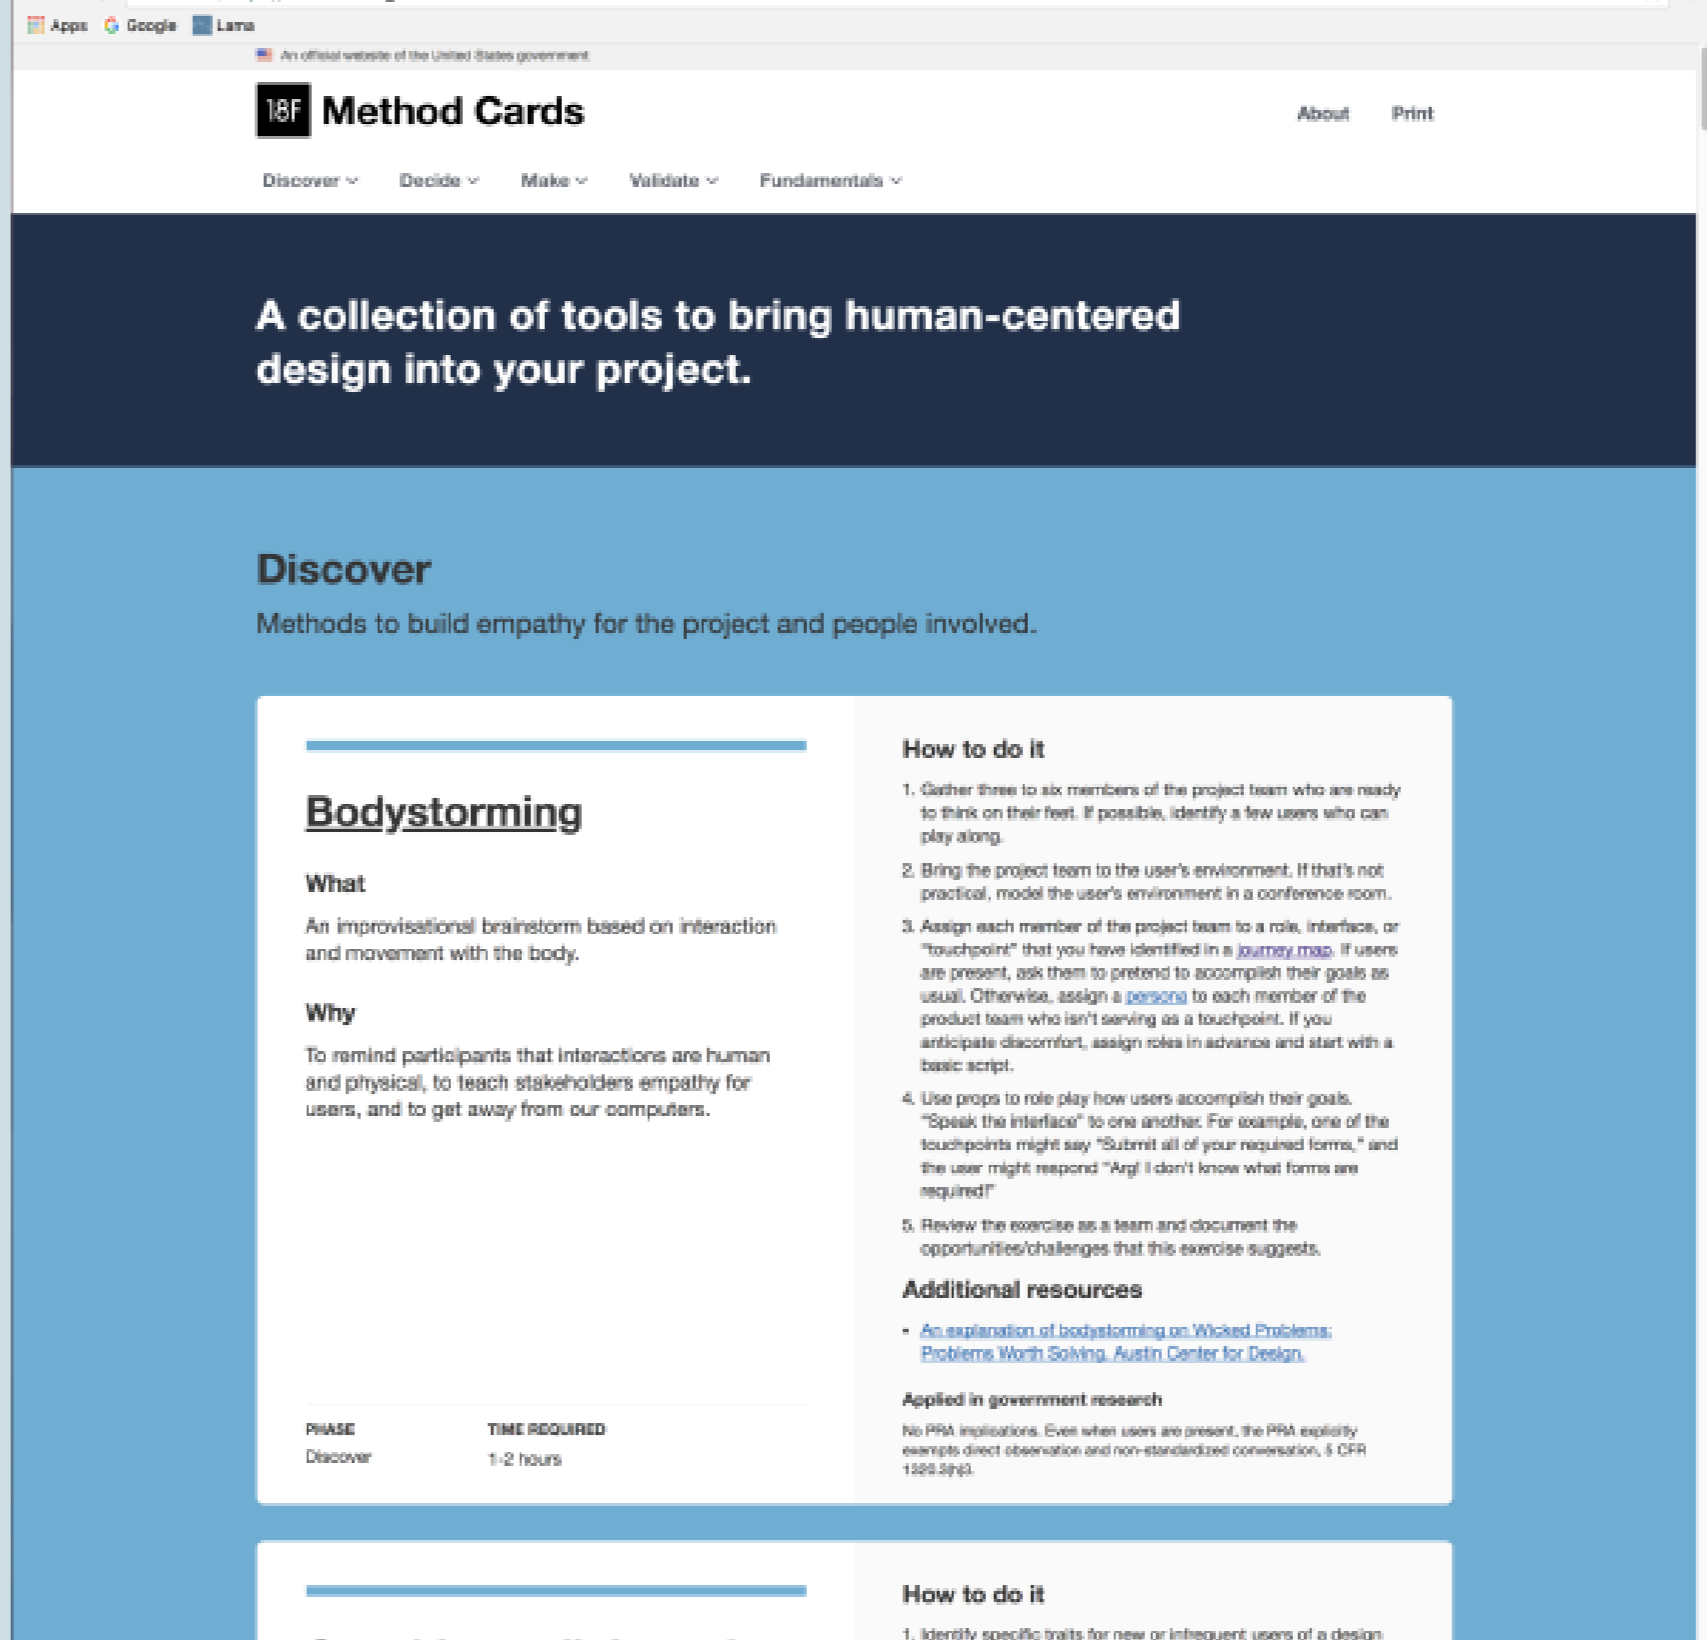 Apps Google Lama
An official website of the United States government
18F Method Cards
About Print
Discover Decide Make Validate Fundamentals
A collection of tools to bring human-centered
design into your project.
Discover
Methods to build empathy for the project and people involved.
Bodystorming
What
An improvisational brainstorm based on interaction
and movement with the body.
Why
To remind participants that interactions are human
and physical, to teach stakeholders empathy for
users, and to get away from our computers.
PHASE TIME REQUIRED
Discover 1-2 hours
How to do it
1. Gather three to six members of the project team who are ready
to think on their feet. If possible, identify a few users who can
play along.
2. Bring the project team to the user's environment. If that's not
practical, model the user's environment in a conference room.
3. Assign each member of the project team to a role, interface, or
"touchpoint" that you have identified in a journey map. If users
are present, ask them to pretend to accomplish their goals as
usual. Otherwise, assign a persona to each member of the
product team who isn't serving as a touchpoint. If you
anticipate discomfort, assign roles in advance and start with a
basic script.
4. Use props to role play how users accomplish their goals.
"Speak the interface" to one another. For example, one of the
touchpoints might say "Submit all of your required forms," and
the user might respond "Arg! I don't know what forms are
required!"
5. Review the exercise as a team and document the
opportunities/challenges that this exercise suggests.
Additional resources
• An explanation of bodystorming on Wicked Problems:
Problems Worth Solving, Austin Center for Design.
Applied in government research
No PRA implications. Even when users are present, the PRA explicitly
exempts direct observation and non-standardized conversation, 5 CFR
1320.3(h)3.
How to do it
1. Identify specific traits for new or infrequent users of a design